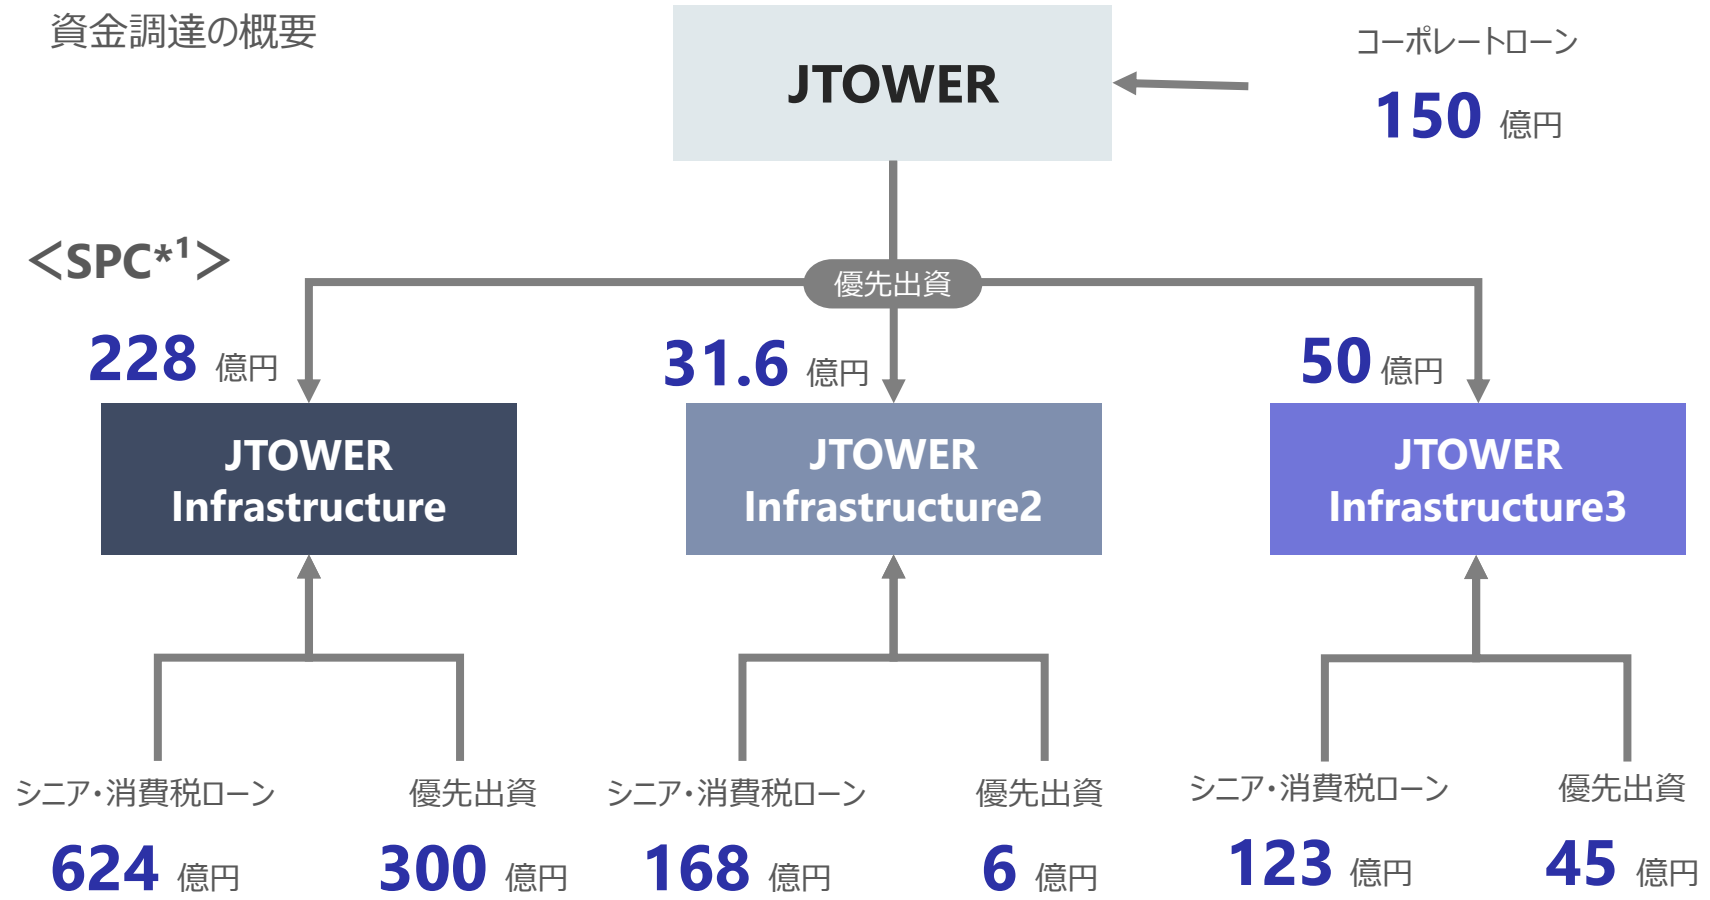 資金調達の概要
JTOWER
コーポレートローン
150 億円
＜SPC*¹＞
優先出資
228 億円
31.6 億円
50 億円
JTOWER
Infrastructure
JTOWER
Infrastructure2
JTOWER
Infrastructure3
シニア・消費税ローン
624 億円
優先出資
300 億円
シニア・消費税ローン
168 億円
優先出資
6 億円
シニア・消費税ローン
123 億円
優先出資
45 億円